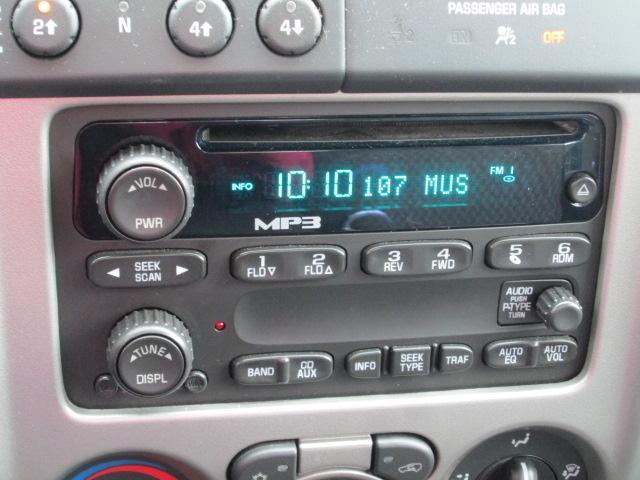 2↑ N 4↑ 4↓
PASSENGER AIR BAG
ON 2 OFF
INFO 10:10 107 MUS FM 1
VOL
PWR
MP3
SEEK
SCAN
1 2 3 4 5 6
FLD▽ FLD△ REV FWD RDM
AUDIO
PUSH
P-TYPE
TURN
TUNE
DISPL
BAND CD AUX INFO SEEK TYPE TRAF AUTO EQ AUTO VOL